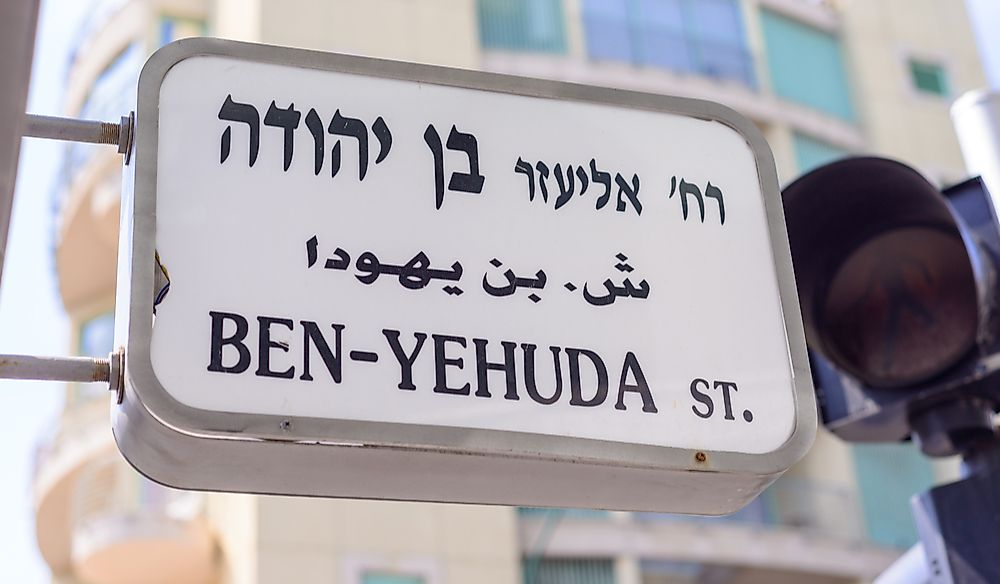 רח' אליעזר בן יהודה
ش. بن يهودا
BEN-YEHUDA ST.